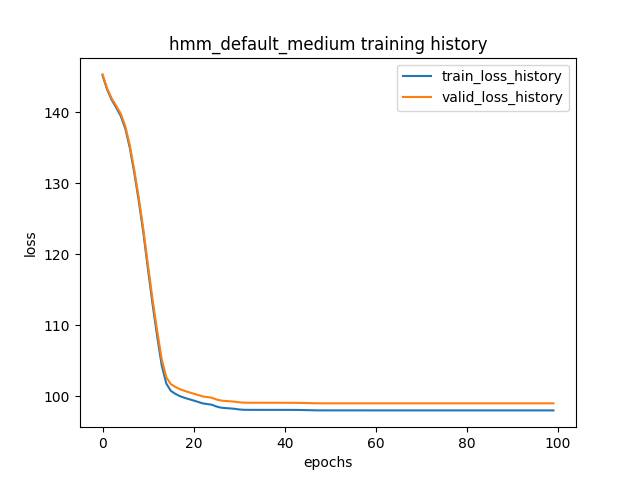 hmm_default_medium training history
train_loss_history
valid_loss_history
140
130
120
110
100
loss
0 20 40 60 80 100
epochs